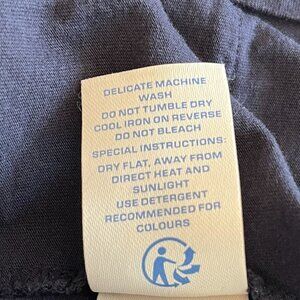 DELICATE MACHINE
WASH
DO NOT TUMBLE DRY
COOL IRON ON REVERSE
DO NOT BLEACH
SPECIAL INSTRUCTIONS:
DRY FLAT, AWAY FROM
DIRECT HEAT AND
SUNLIGHT
USE DETERGENT
RECOMMENDED FOR
COLOURS